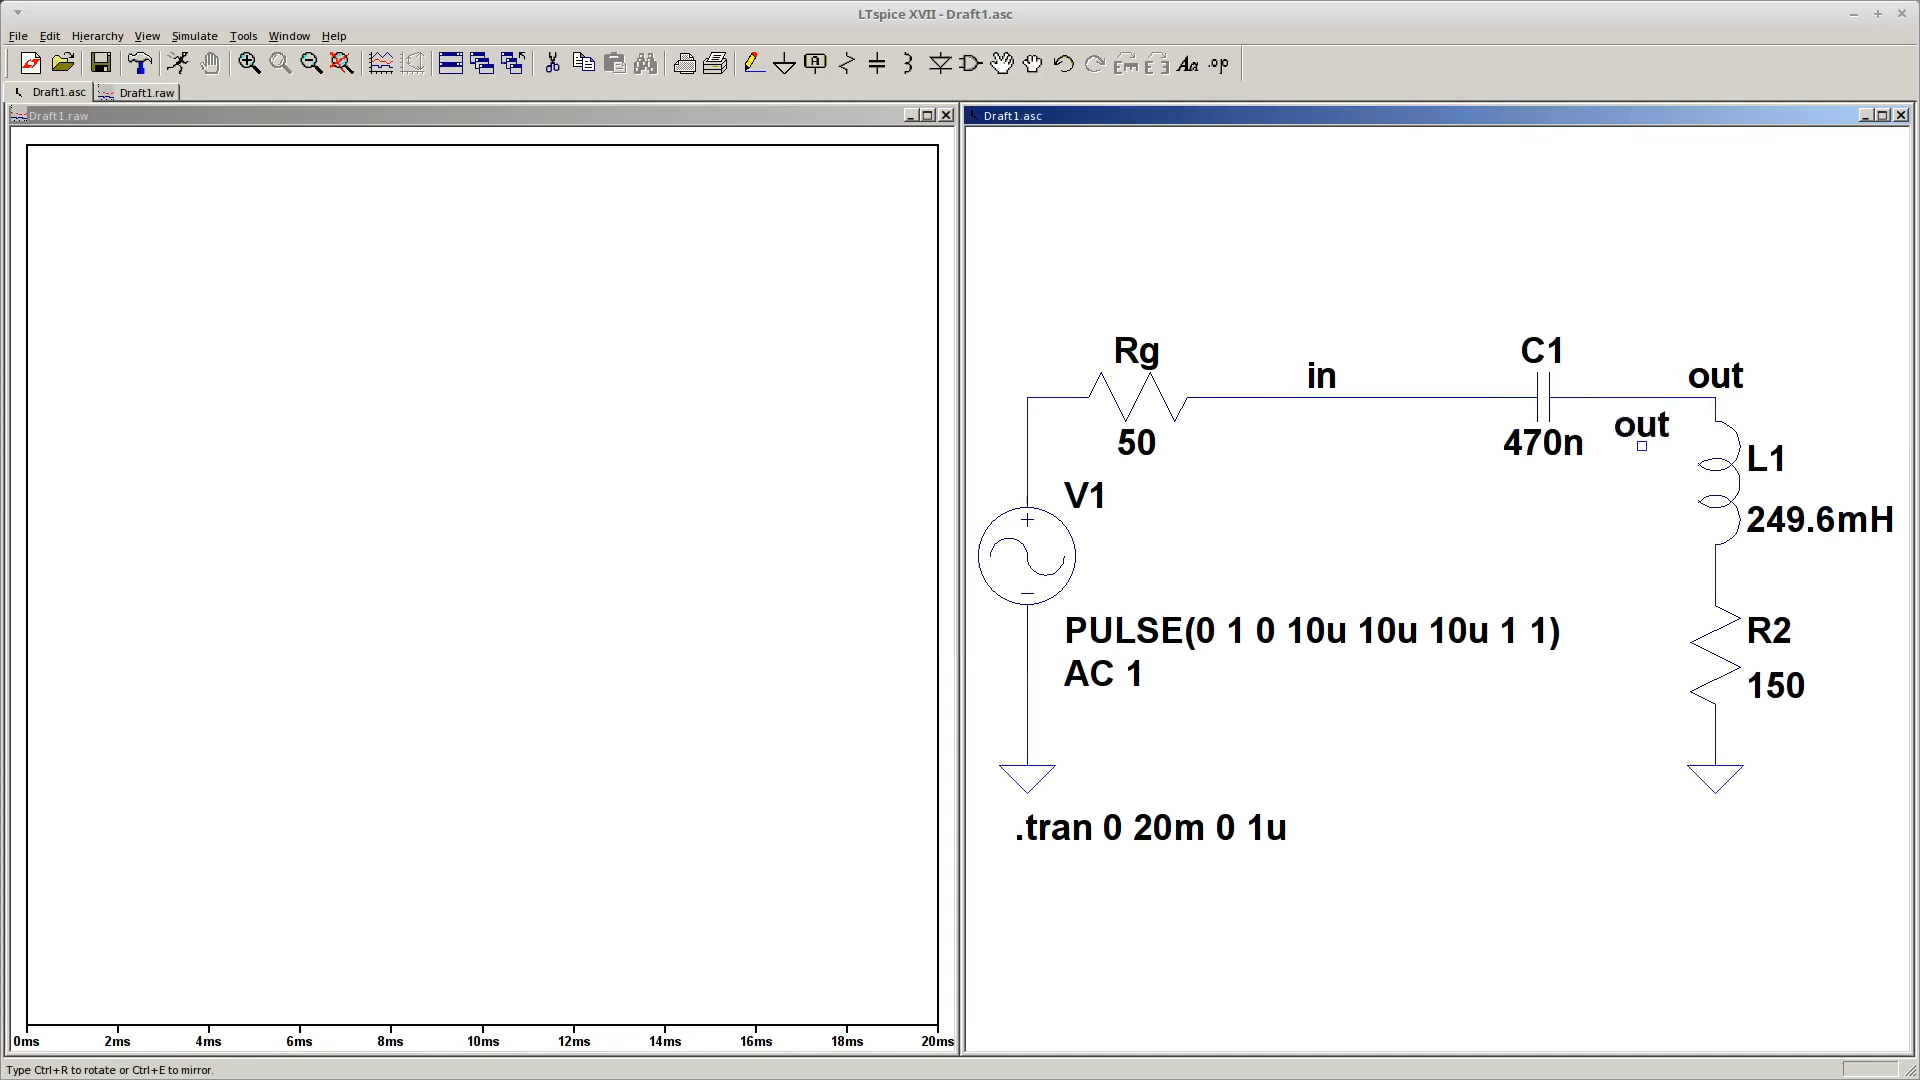 LTspice XVII - Draft1.asc
File Edit Hierarchy View Simulate Tools Window Help
A Aa .op
Draft1.asc Draft1.raw
Draft1.raw
Draft1.asc
Rg
50
in
C1
470n
out
out
L1
249.6mH
V1
PULSE(0 1 0 10u 10u 10u 1 1)
AC 1
R2
150
.tran 0 20m 0 1u
0ms 2ms 4ms 6ms 8ms 10ms 12ms 14ms 16ms 18ms 20ms
Type Ctrl+R to rotate or Ctrl+E to mirror.